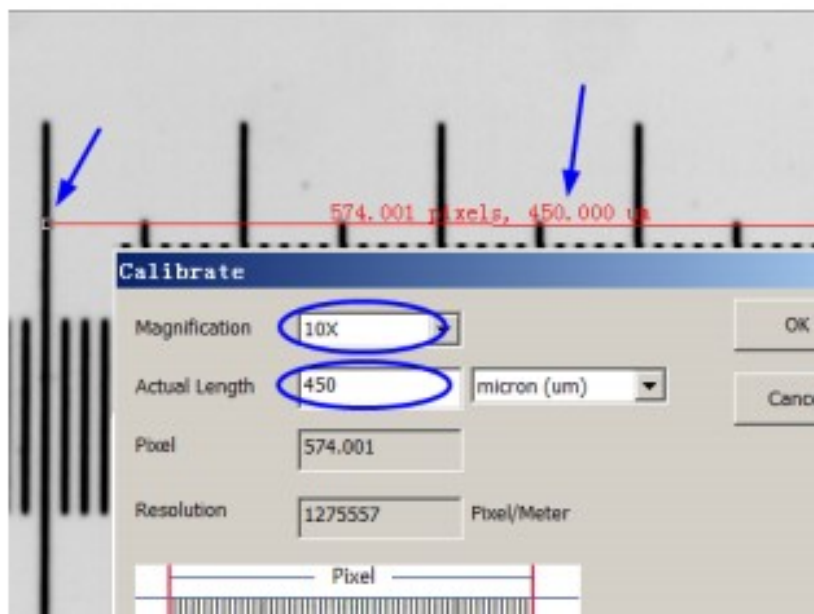 574.001 pixels, 450.000 um
Calibrate
Magnification 10X OK
Actual Length 450 micron (um)
Pixel 574.001
Resolution 1275557 Pixel/Meter
Pixel